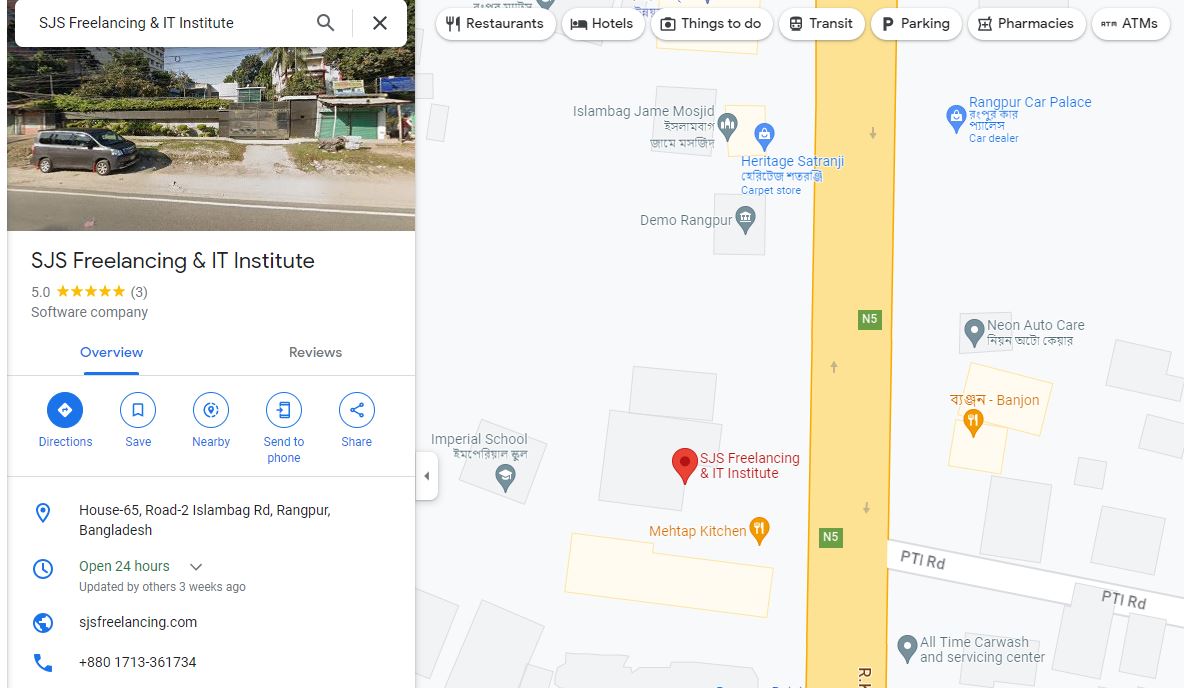 SJS Freelancing & IT Institute
SJS Freelancing & IT Institute
5.0
(3)
Software company
Overview
Reviews
Directions
Save
Nearby
Send to
phone
Share
House-65, Road-2 Islambag Rd, Rangpur,
Bangladesh
Open 24 hours
Updated by others 3 weeks ago
sjsfreelancing.com
+880 1713-361734
Restaurants
Hotels
Things to do
Transit
Parking
Pharmacies
ATMs
Islambag Jame Mosjid
ইসলামবাগ
জামে মসজিদ
Heritage Satranji
হেরিটেজ শতরঞ্জি
Carpet store
Rangpur Car Palace
রংপুর কার
প্যালেস
Car dealer
Demo Rangpur
N5
Neon Auto Care
নিয়ন অটো কেয়ার
ব্যঞ্জন - Banjon
Imperial School
ইমপেরিয়াল স্কুল
SJS Freelancing
& IT Institute
Mehtap Kitchen
N5
PTI Rd
PTI Rd
All Time Carwash
and servicing center